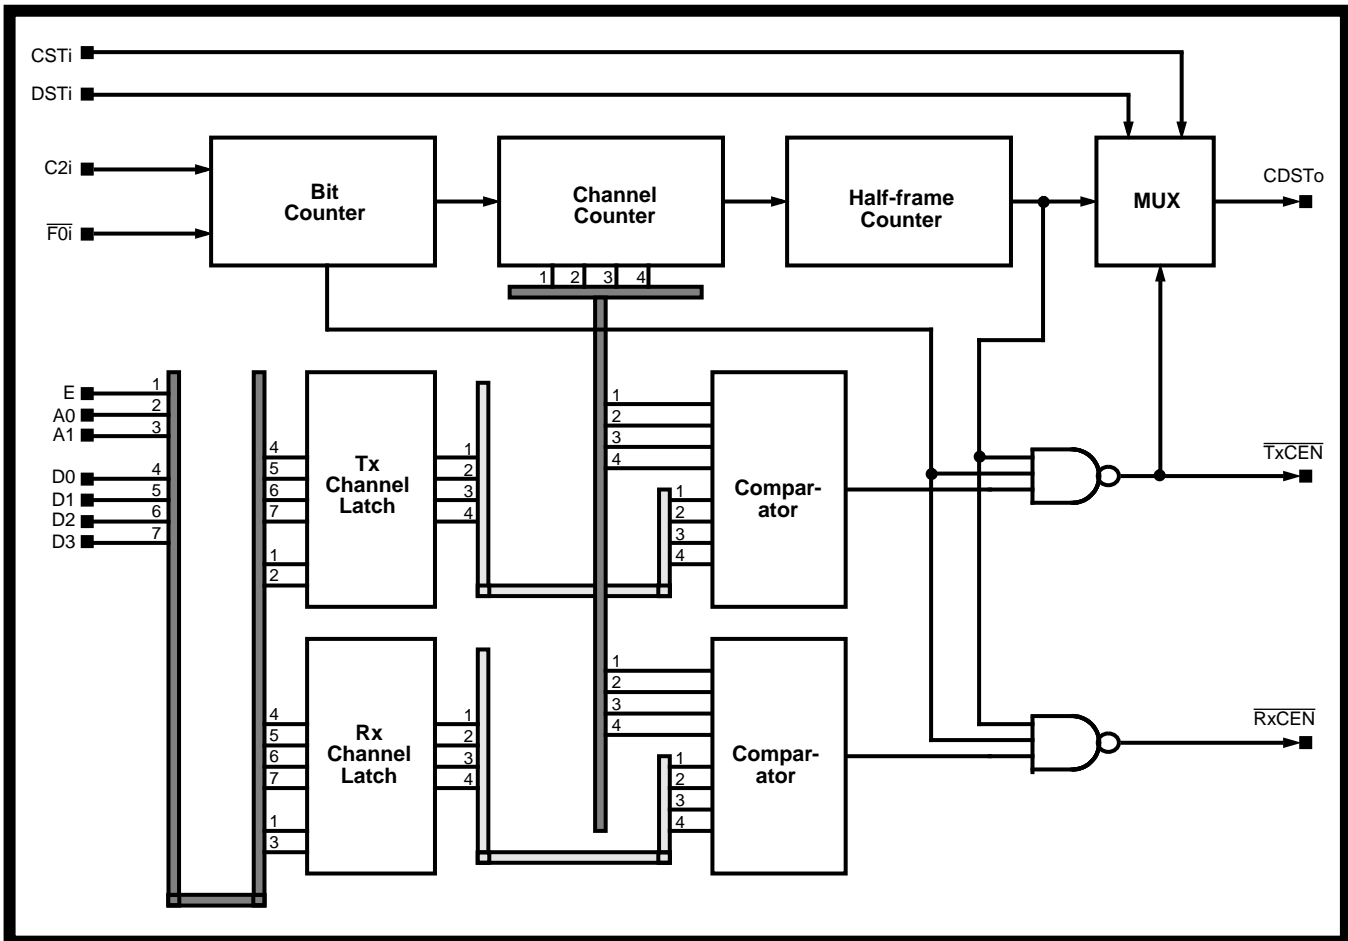 CSTi
DSTi
C2i
F0i
Bit
Counter
Channel
Counter
Half-frame
Counter
MUX
CDSTo
1 2 3 4
E 1
A0 2
A1 3
D0 4
D1 5
D2 6
D3 7
4
5
6
7
1
2
Tx
Channel
Latch
1
2
3
4
1
2
3
4
1
2
3
4
Compar-
ator
TxCEN
4
5
6
7
1
3
Rx
Channel
Latch
1
2
3
4
1
2
3
4
1
2
3
4
Compar-
ator
RxCEN